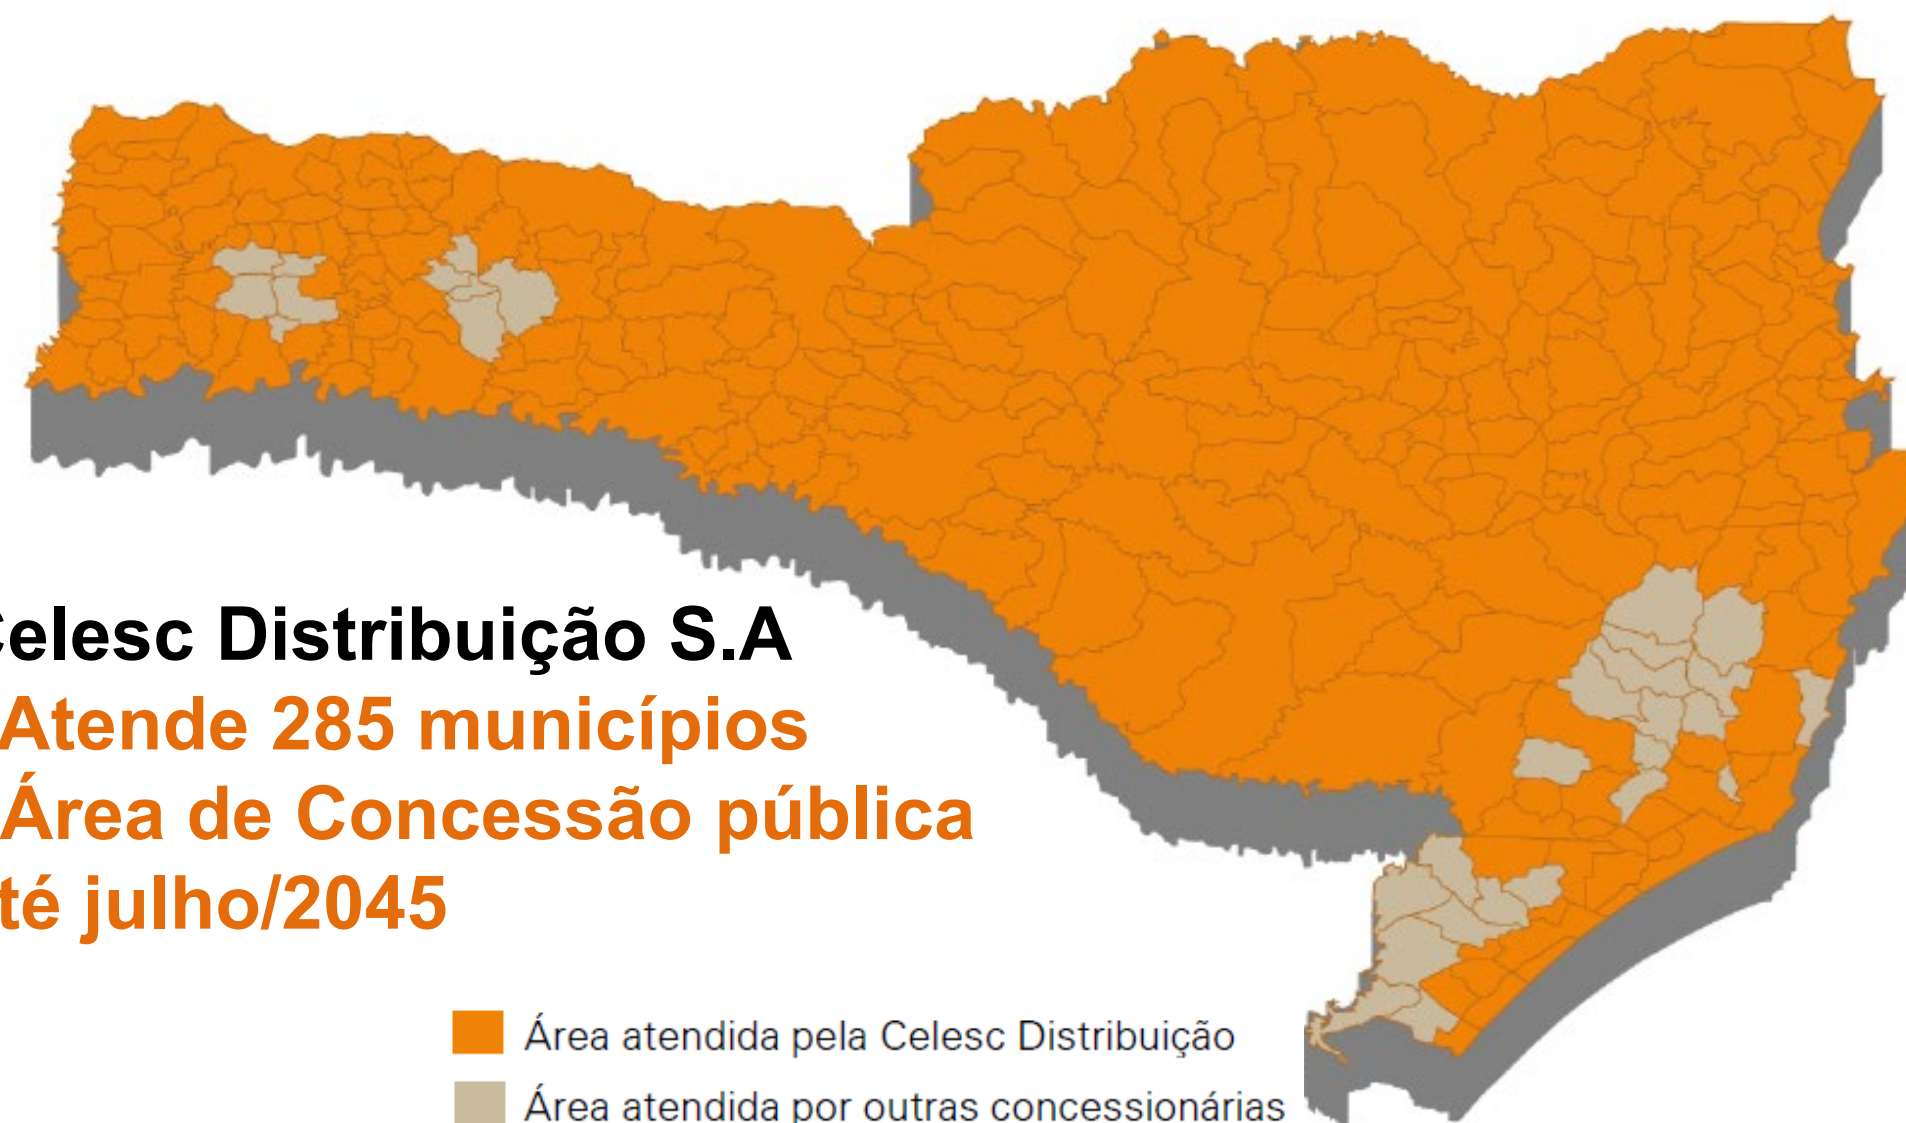 Celesc Distribuição S.A
Atende 285 municípios
Área de Concessão pública
té julho/2045
Área atendida pela Celesc Distribuição
Área atendida por outras concessionárias